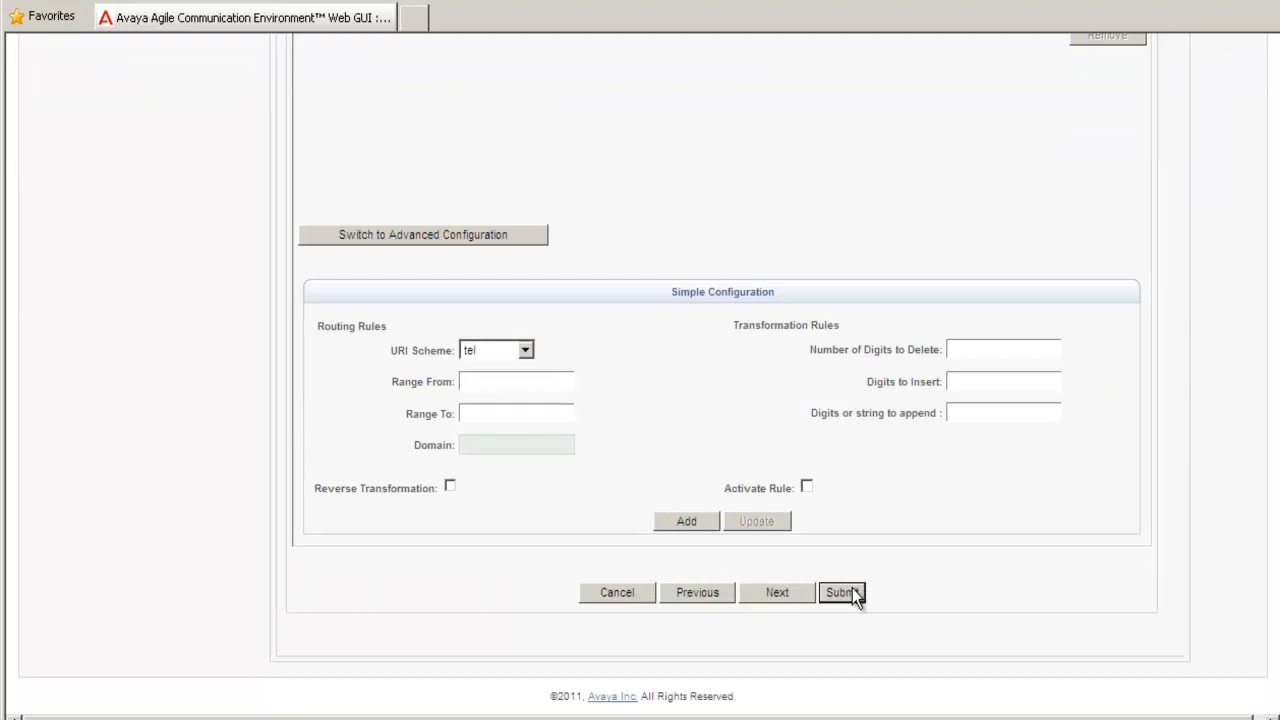 Favorites
Avaya Agile Communication Environment™ Web GUI :...
Remove
Switch to Advanced Configuration
Simple Configuration
Routing Rules
Transformation Rules
URI Scheme: tel
Number of Digits to Delete:
Range From:
Digits to Insert:
Range To:
Digits or string to append :
Domain:
Reverse Transformation:
Activate Rule:
Add Update
Cancel Previous Next Submit
©2011, Avaya Inc. All Rights Reserved.